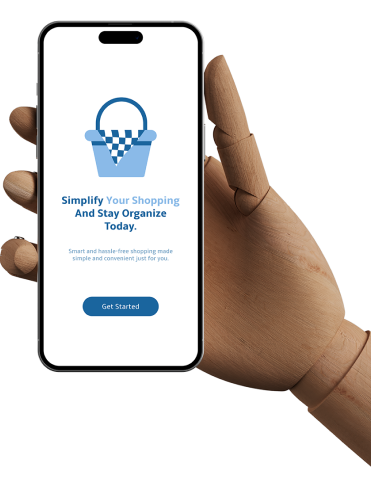 Simplify Your Shopping
And Stay Organize
Today.
Smart and hassle-free shopping made
simple and convenient just for you.
Get Started